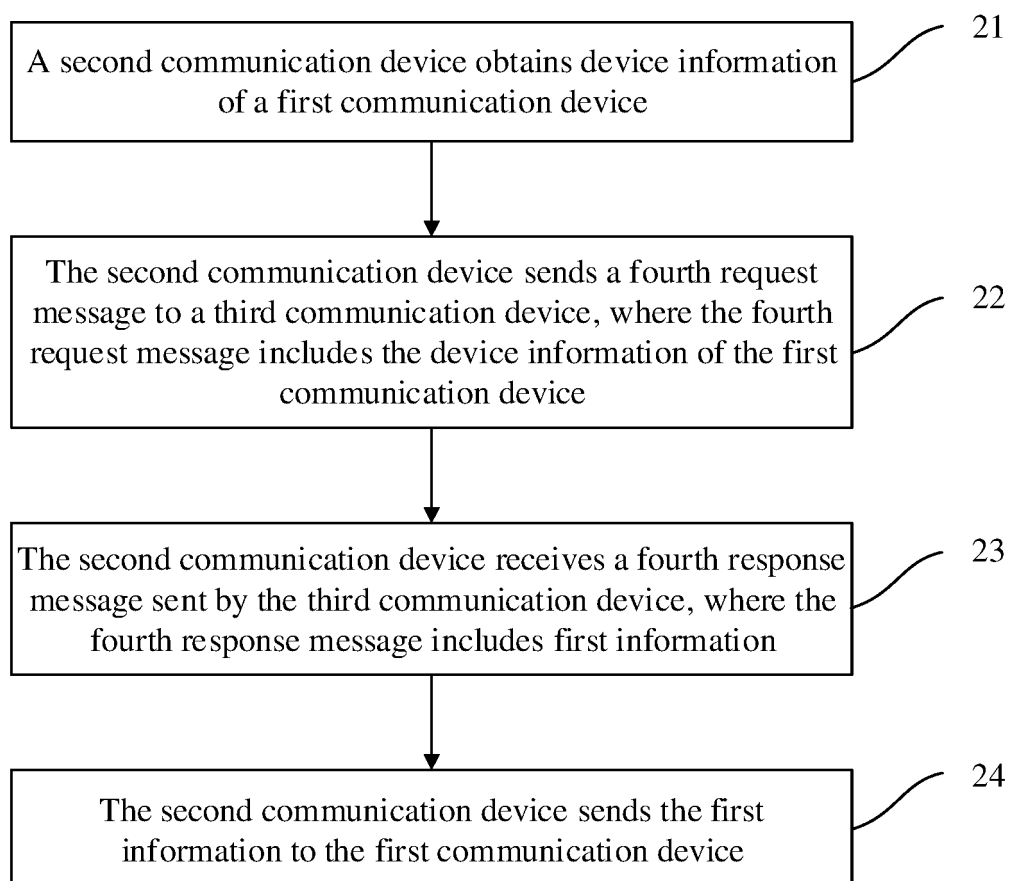 21
A second communication device obtains device information
of a first communication device
22
The second communication device sends a fourth request
message to a third communication device, where the fourth
request message includes the device information of the first
communication device
23
The second communication device receives a fourth response
message sent by the third communication device, where the
fourth response message includes first information
24
The second communication device sends the first
information to the first communication device